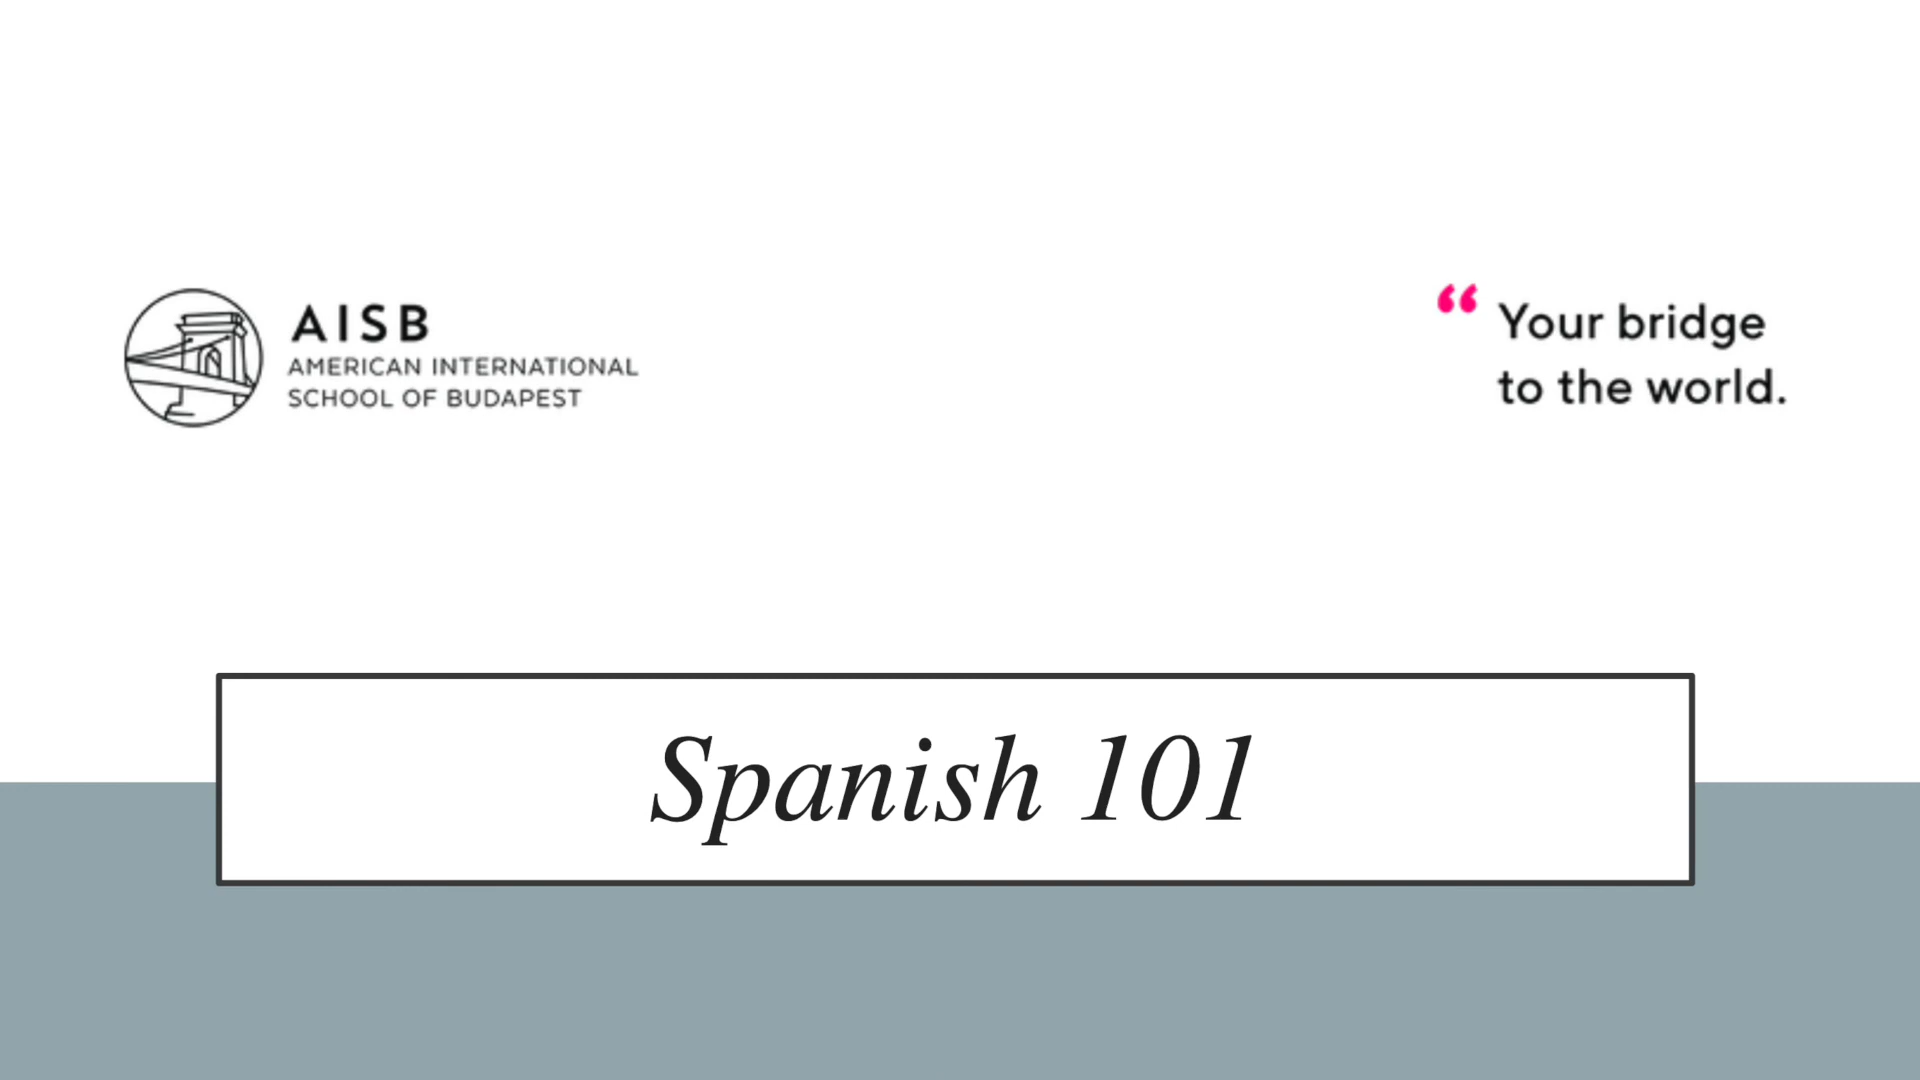 AISB
AMERICAN INTERNATIONAL
SCHOOL OF BUDAPEST
“ Your bridge
to the world.
Spanish 101